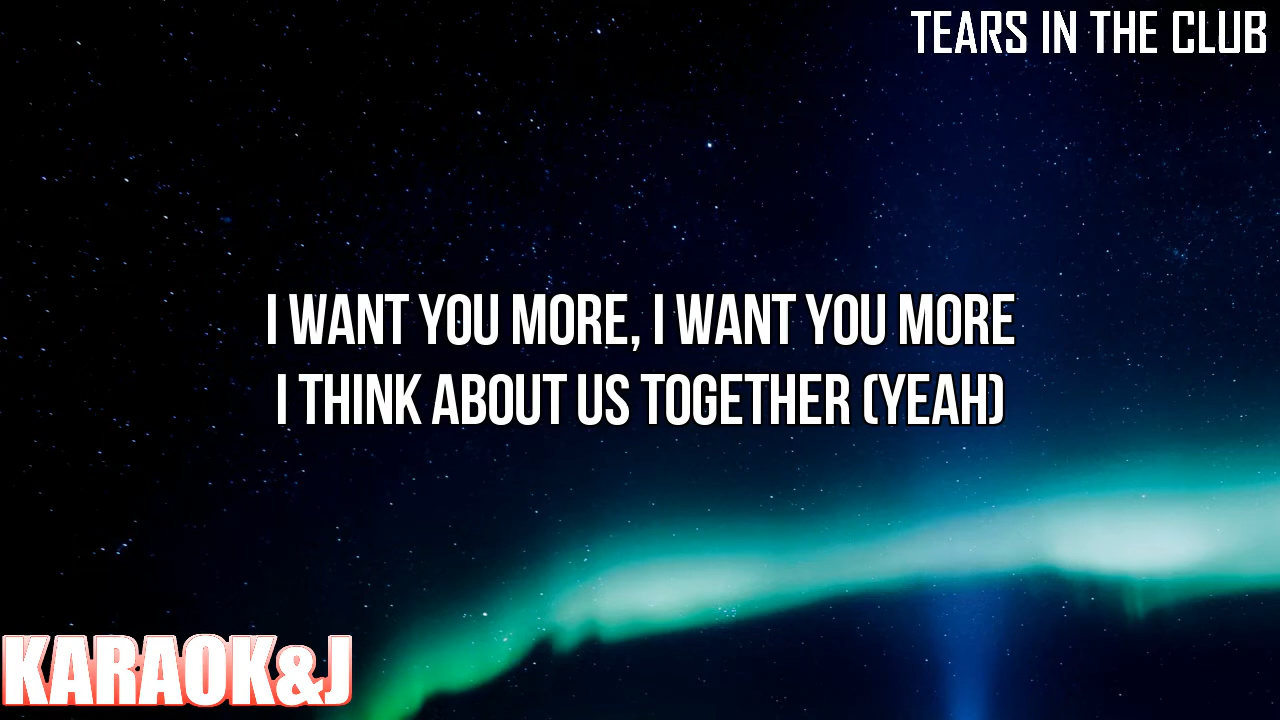 TEARS IN THE CLUB
I WANT YOU MORE, I WANT YOU MORE
I THINK ABOUT US TOGETHER (YEAH)
KARAOK&J